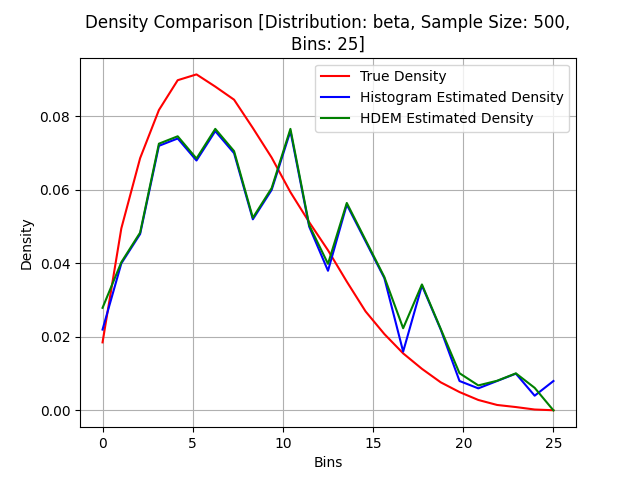 Density Comparison [Distribution: beta, Sample Size: 500,
Bins: 25]
True Density
Histogram Estimated Density
HDEM Estimated Density
Density
0.08
0.06
0.04
0.02
0.00
0 5 10 15 20 25
Bins